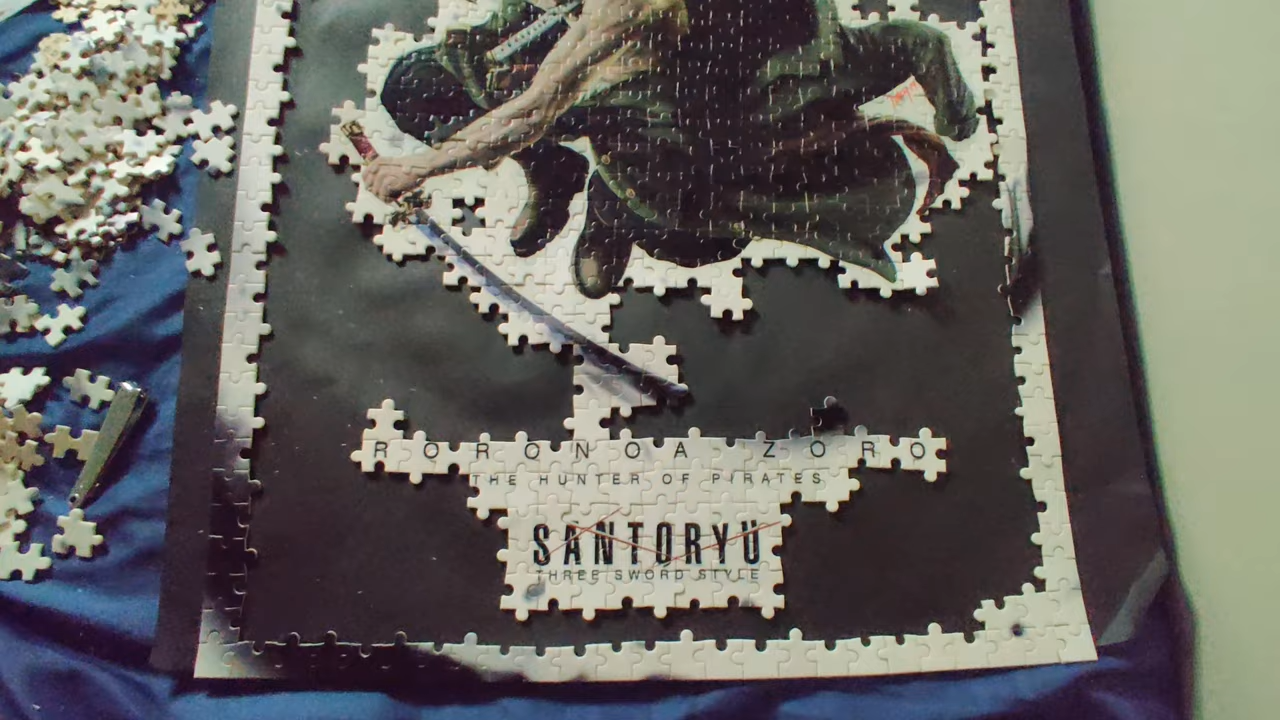 RORONOA ZORO
THE HUNTER OF PIRATES
SANTORYU
THREE SWORD STYLE